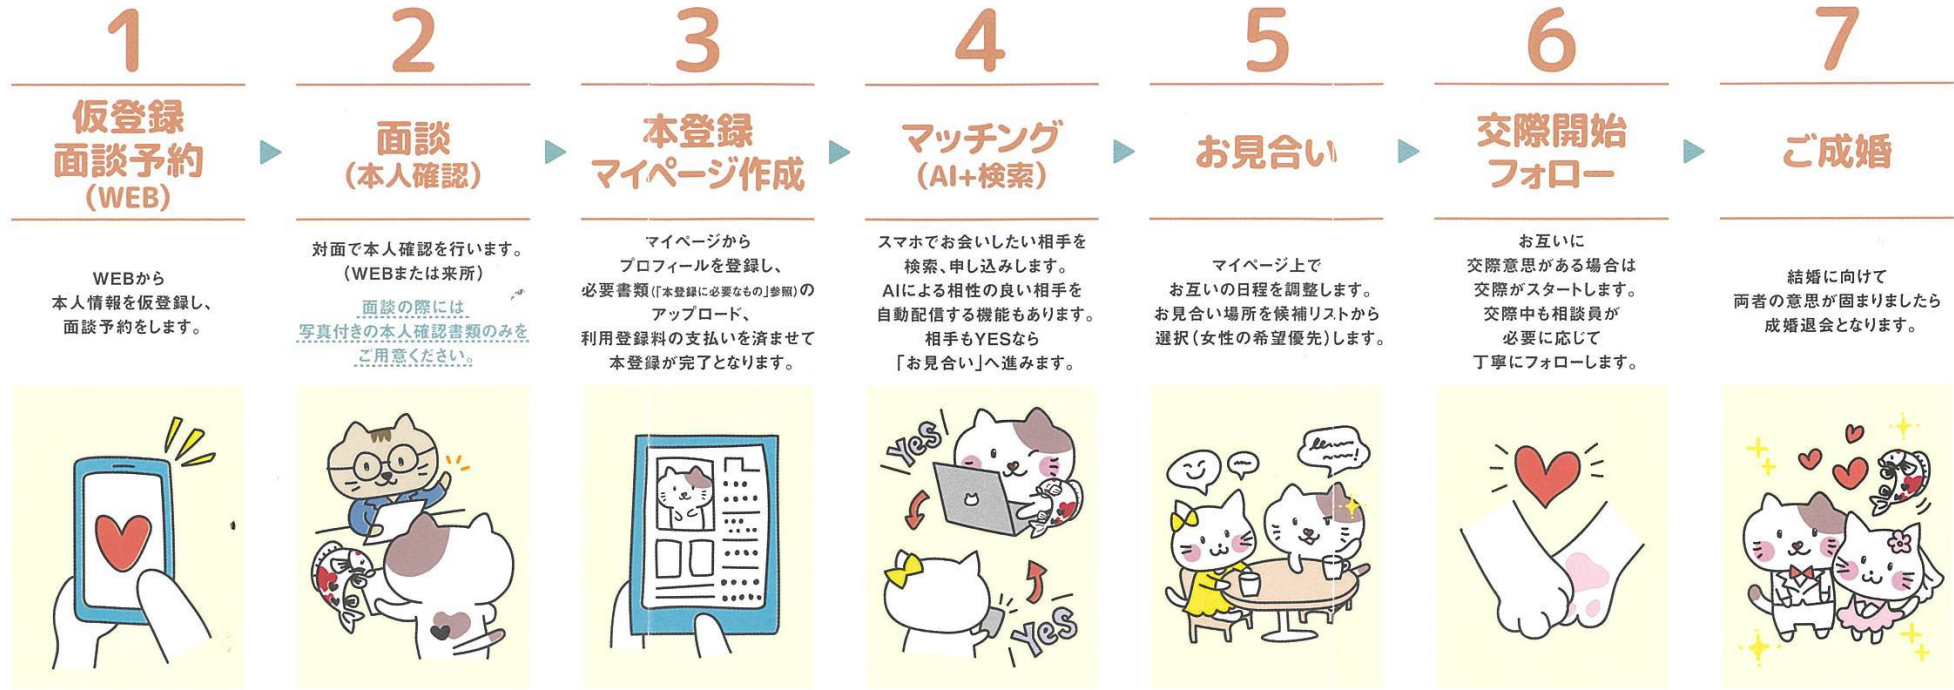 1
仮登録
面談予約
(WEB)
WEBから
本人情報を仮登録し、
面談予約をします。
2
面談
(本人確認)
対面で本人確認を行います。
(WEBまたは来所)
面談の際には
写真付きの本人確認書類のみを
ご用意ください。
3
本登録
マイページ作成
マイページから
プロフィールを登録し、
必要書類(「本登録に必要なもの」参照)の
アップロード、
利用登録料の支払いを済ませて
本登録が完了となります。
4
マッチング
(AI+検索)
スマホでお会いしたい相手を
検索、申し込みします。
AIによる相性の良い相手を
自動配信する機能もあります。
相手もYESなら
「お見合い」へ進みます。
Yes
Yes
5
お見合い
マイページ上で
お互いの日程を調整します。
お見合い場所を候補リストから
選択(女性の希望優先)します。
6
交際開始
フォロー
お互いに
交際意思がある場合は
交際がスタートします。
交際中も相談員が
必要に応じて
丁寧にフォローします。
7
ご成婚
結婚に向けて
両者の意思が固まりましたら
成婚退会となります。